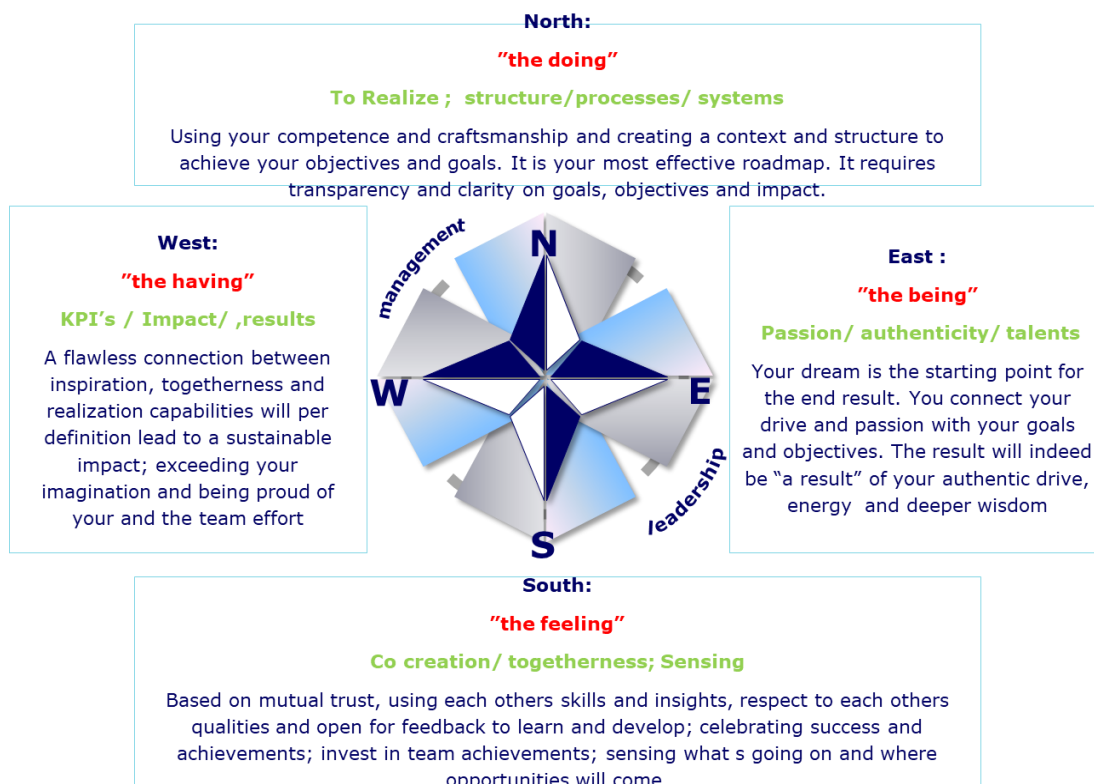 North:
”the doing”
To Realize ; structure/processes/ systems
Using your competence and craftsmanship and creating a context and structure to
achieve your objectives and goals. It is your most effective roadmap. It requires
transparency and clarity on goals, objectives and impact.
West:
”the having”
KPI’s / Impact/ ,results
A flawless connection between
inspiration, togetherness and
realization capabilities will per
definition lead to a sustainable
impact; exceeding your
imagination and being proud of
your and the team effort
management
N
W
E
S
leadership
East :
”the being”
Passion/ authenticity/ talents
Your dream is the starting point for
the end result. You connect your
drive and passion with your goals
and objectives. The result will indeed
be “a result” of your authentic drive,
energy and deeper wisdom
South:
”the feeling”
Co creation/ togetherness; Sensing
Based on mutual trust, using each others skills and insights, respect to each others
qualities and open for feedback to learn and develop; celebrating success and
achievements; invest in team achievements; sensing what s going on and where
opportunities will come